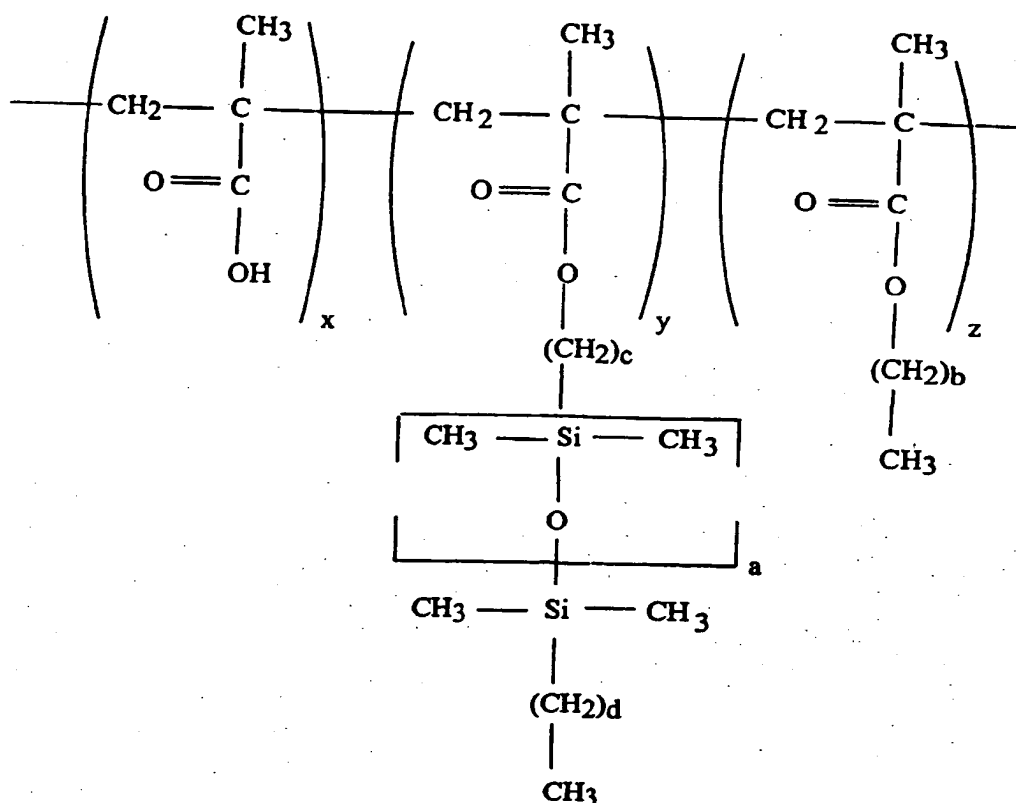 CH3 CH3 CH3
CH2 C CH2 C CH2 C
O C O C O C
OH O O
x y z
(CH2)c (CH2)b
CH3 Si CH3 CH3
O
a
CH3 Si CH3
(CH2)d
CH3